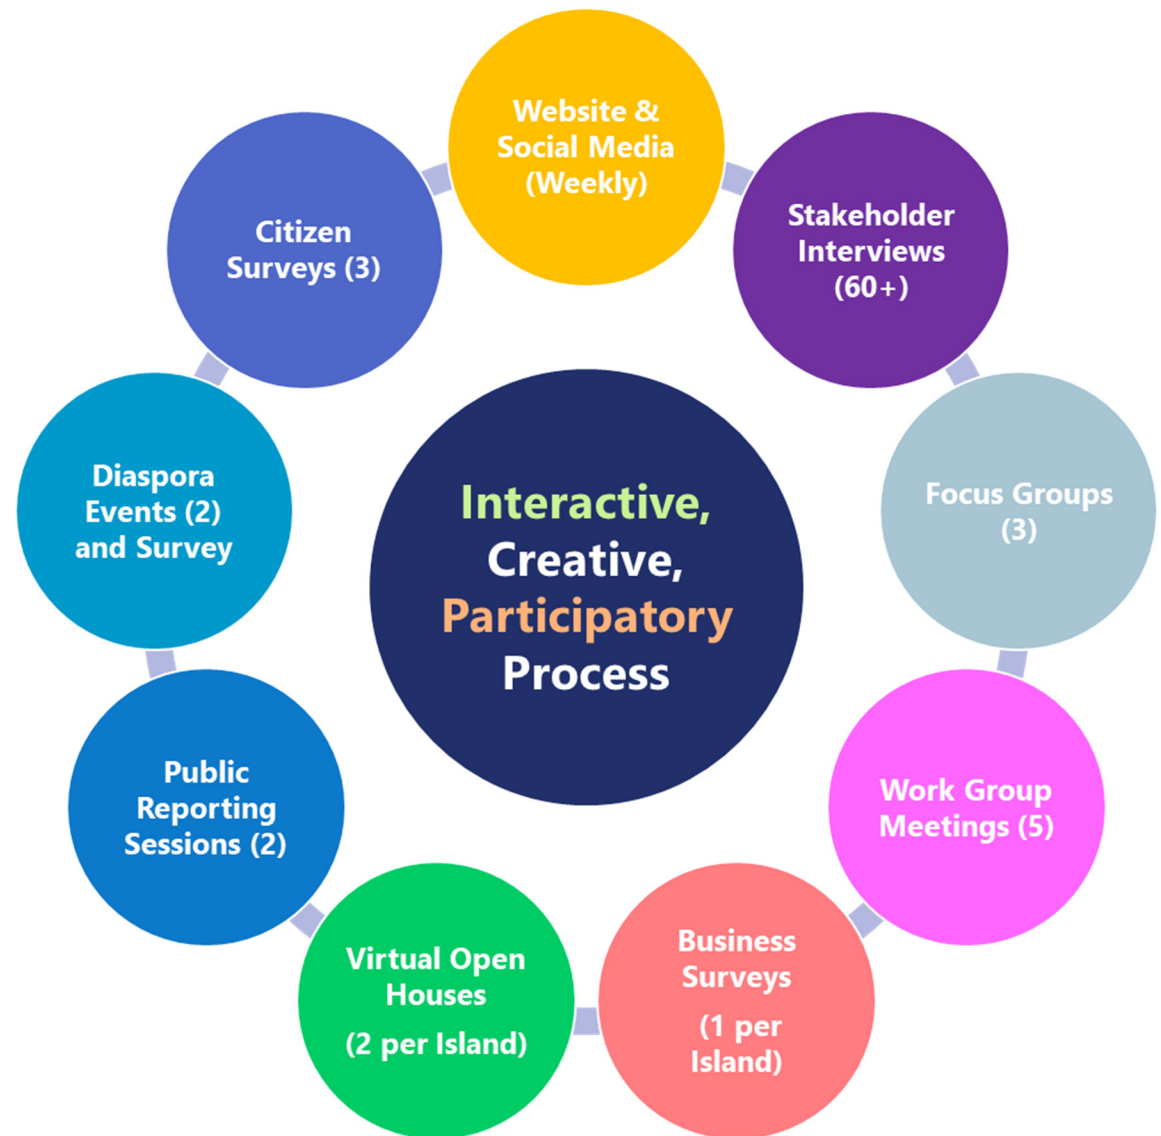 Website &
Social Media
(Weekly)
Stakeholder
Interviews
(60+)
Focus Groups
(3)
Work Group
Meetings (5)
Business
Surveys
(1 per
Island)
Virtual Open
Houses
(2 per Island)
Public
Reporting
Sessions (2)
Diaspora
Events (2)
and Survey
Citizen
Surveys (3)
Interactive,
Creative,
Participatory
Process